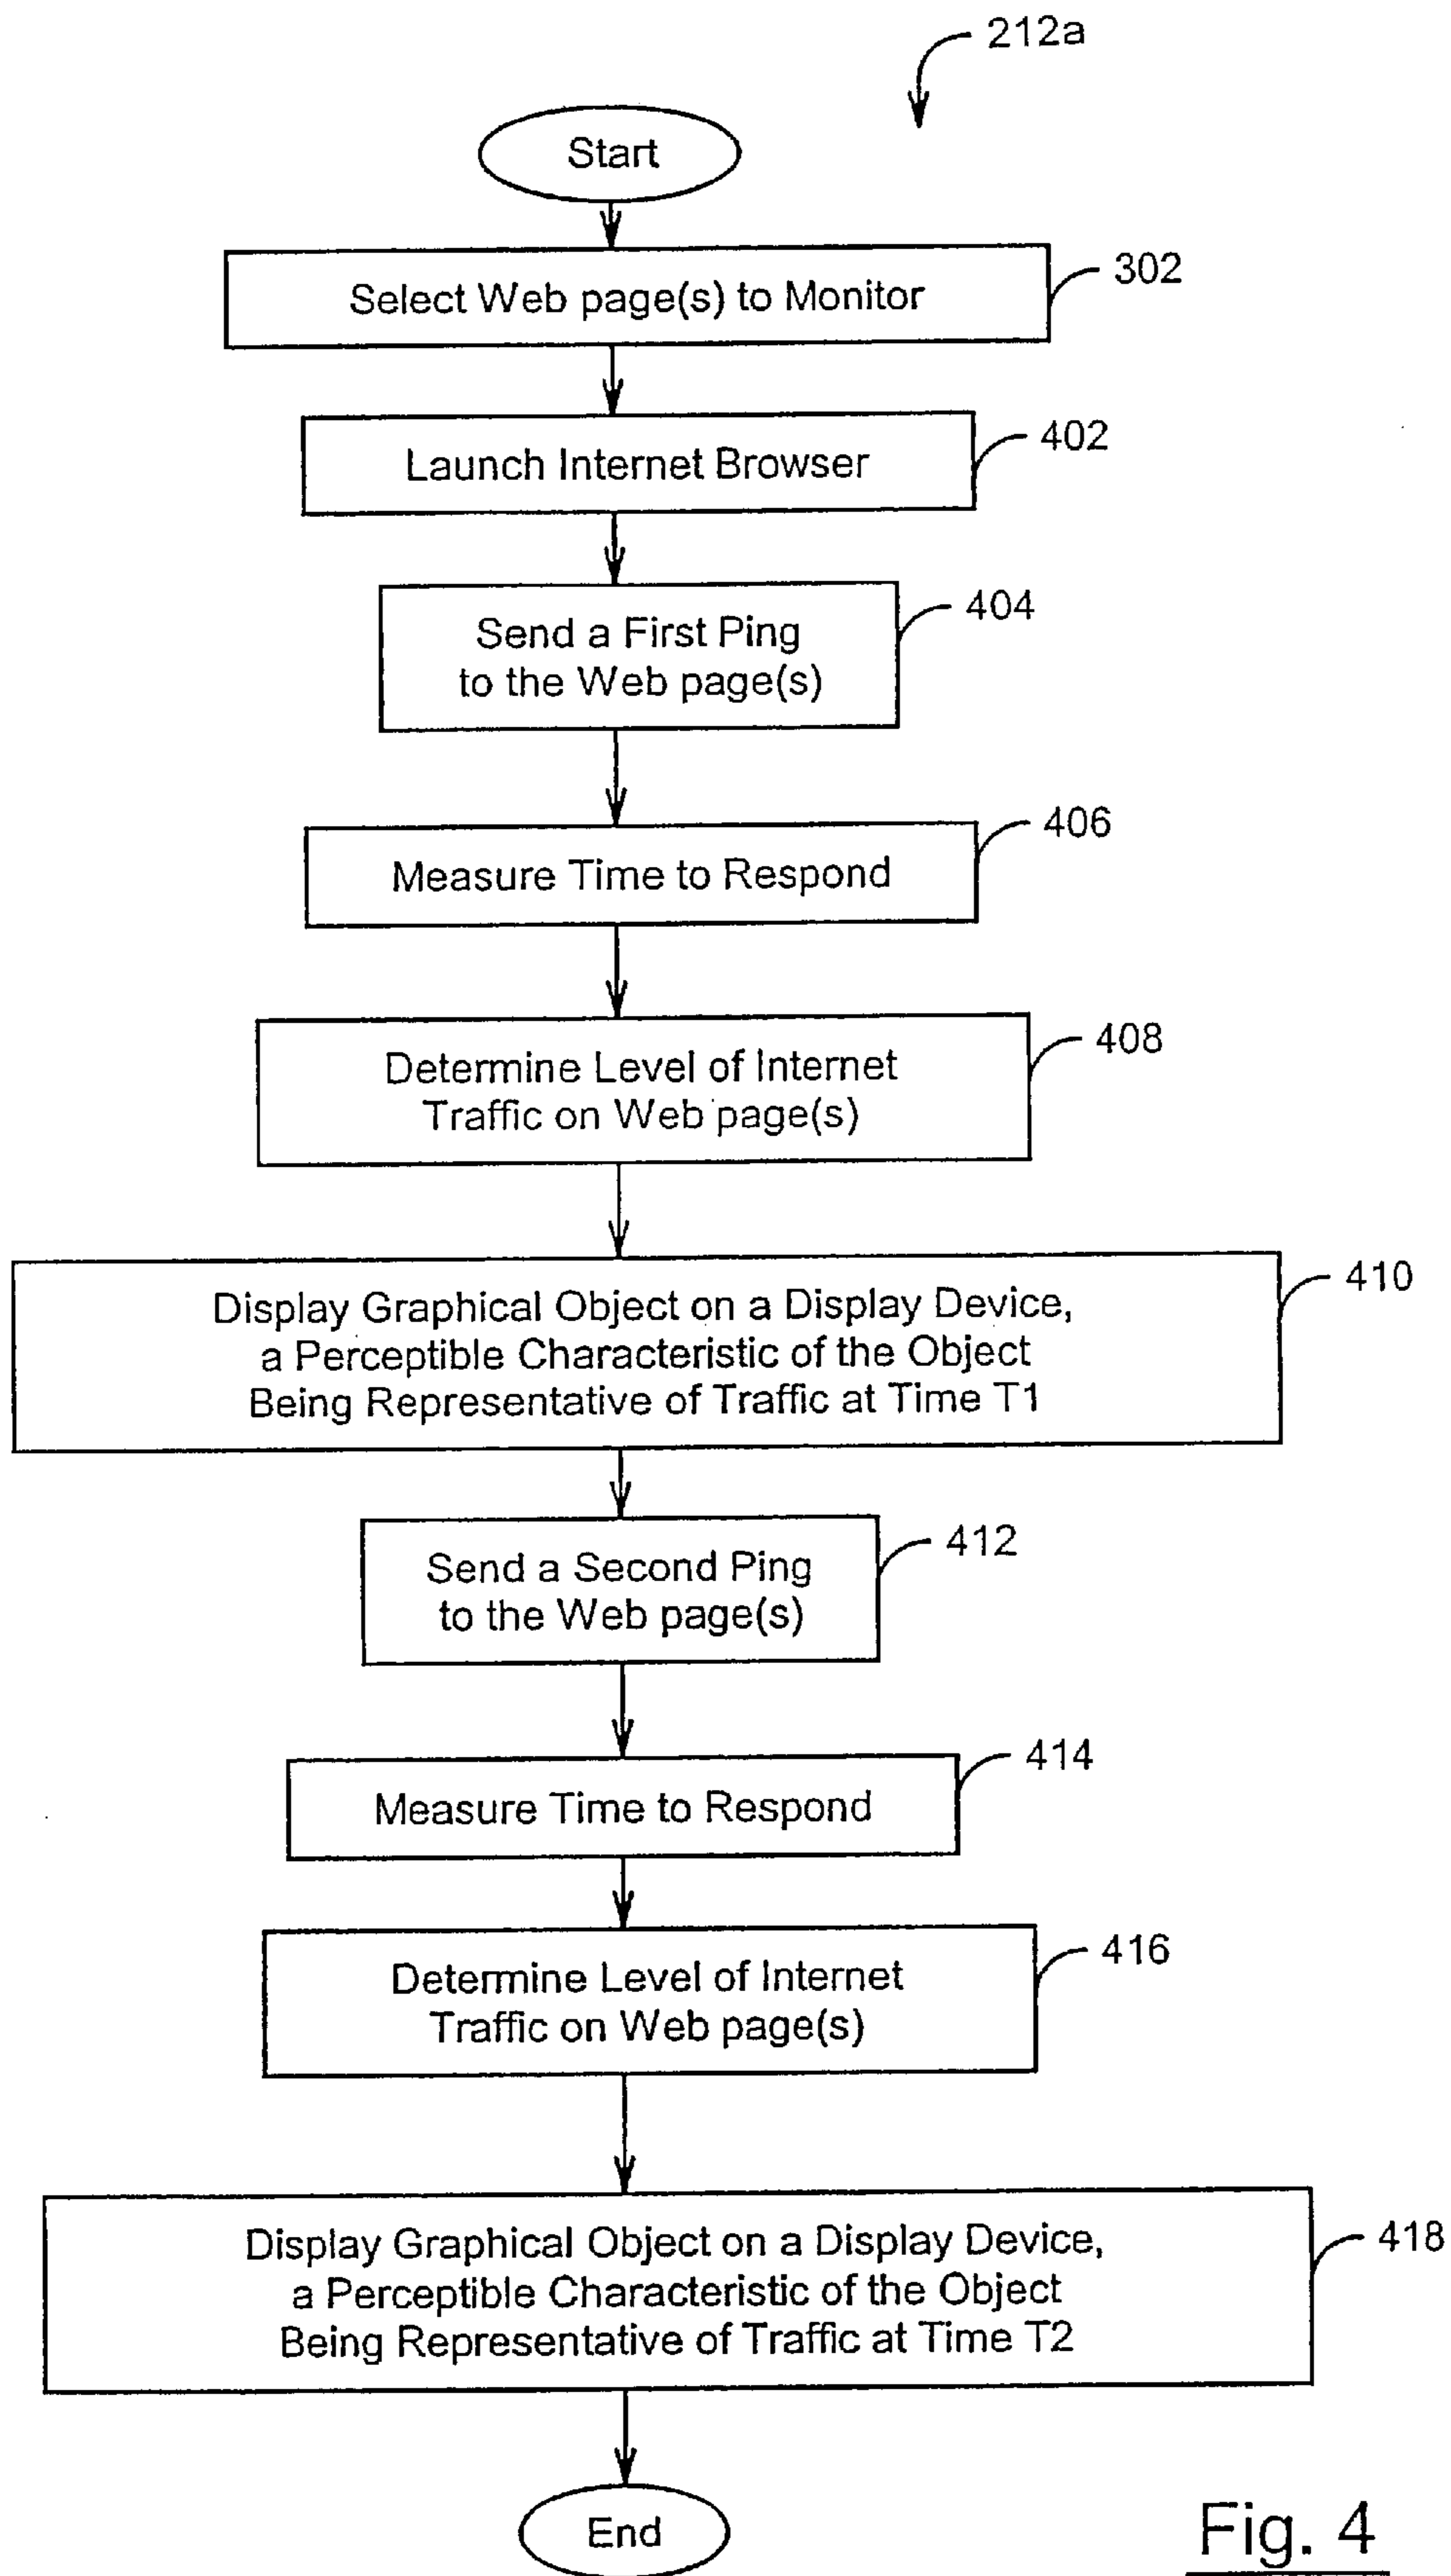 212a
Start
Select Web page(s) to Monitor
302
Launch Internet Browser
402
Send a First Ping
to the Web page(s)
404
Measure Time to Respond
406
Determine Level of Internet
Traffic on Web page(s)
408
Display Graphical Object on a Display Device,
a Perceptible Characteristic of the Object
Being Representative of Traffic at Time T1
410
Send a Second Ping
to the Web page(s)
412
Measure Time to Respond
414
Determine Level of Internet
Traffic on Web page(s)
416
Display Graphical Object on a Display Device,
a Perceptible Characteristic of the Object
Being Representative of Traffic at Time T2
418
End
Fig. 4